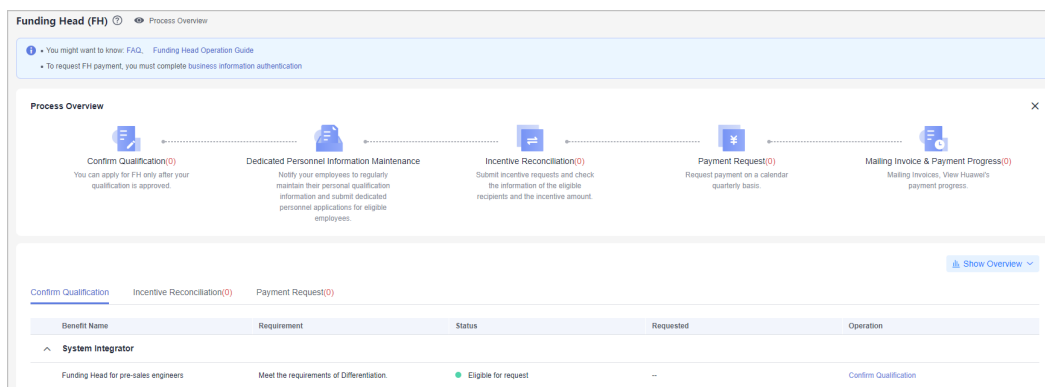 Funding Head (FH) Process Overview
• You might want to know: FAQ, Funding Head Operation Guide
• To request FH payment, you must complete business information authentication
Process Overview
Confirm Qualification(0)
You can apply for FH only after your
qualification is approved.
Dedicated Personnel Information Maintenance
Notify your employees to regularly
maintain their personal qualification
information and submit dedicated
personnel applications for eligible
employees.
Incentive Reconciliation(0)
Submit incentive requests and check
the information of the eligible
recipients and the incentive amount.
Payment Request(0)
Request payment on a calendar
quarterly basis.
Mailing Invoice & Payment Progress(0)
Mailing Invoices, View Huawei's
payment progress.
Show Overview
Confirm Qualification Incentive Reconciliation(0) Payment Request(0)
Benefit Name Requirement Status Requested Operation
System Integrator
Funding Head for pre-sales engineers Meet the requirements of Differentiation. Eligible for request -- Confirm Qualification